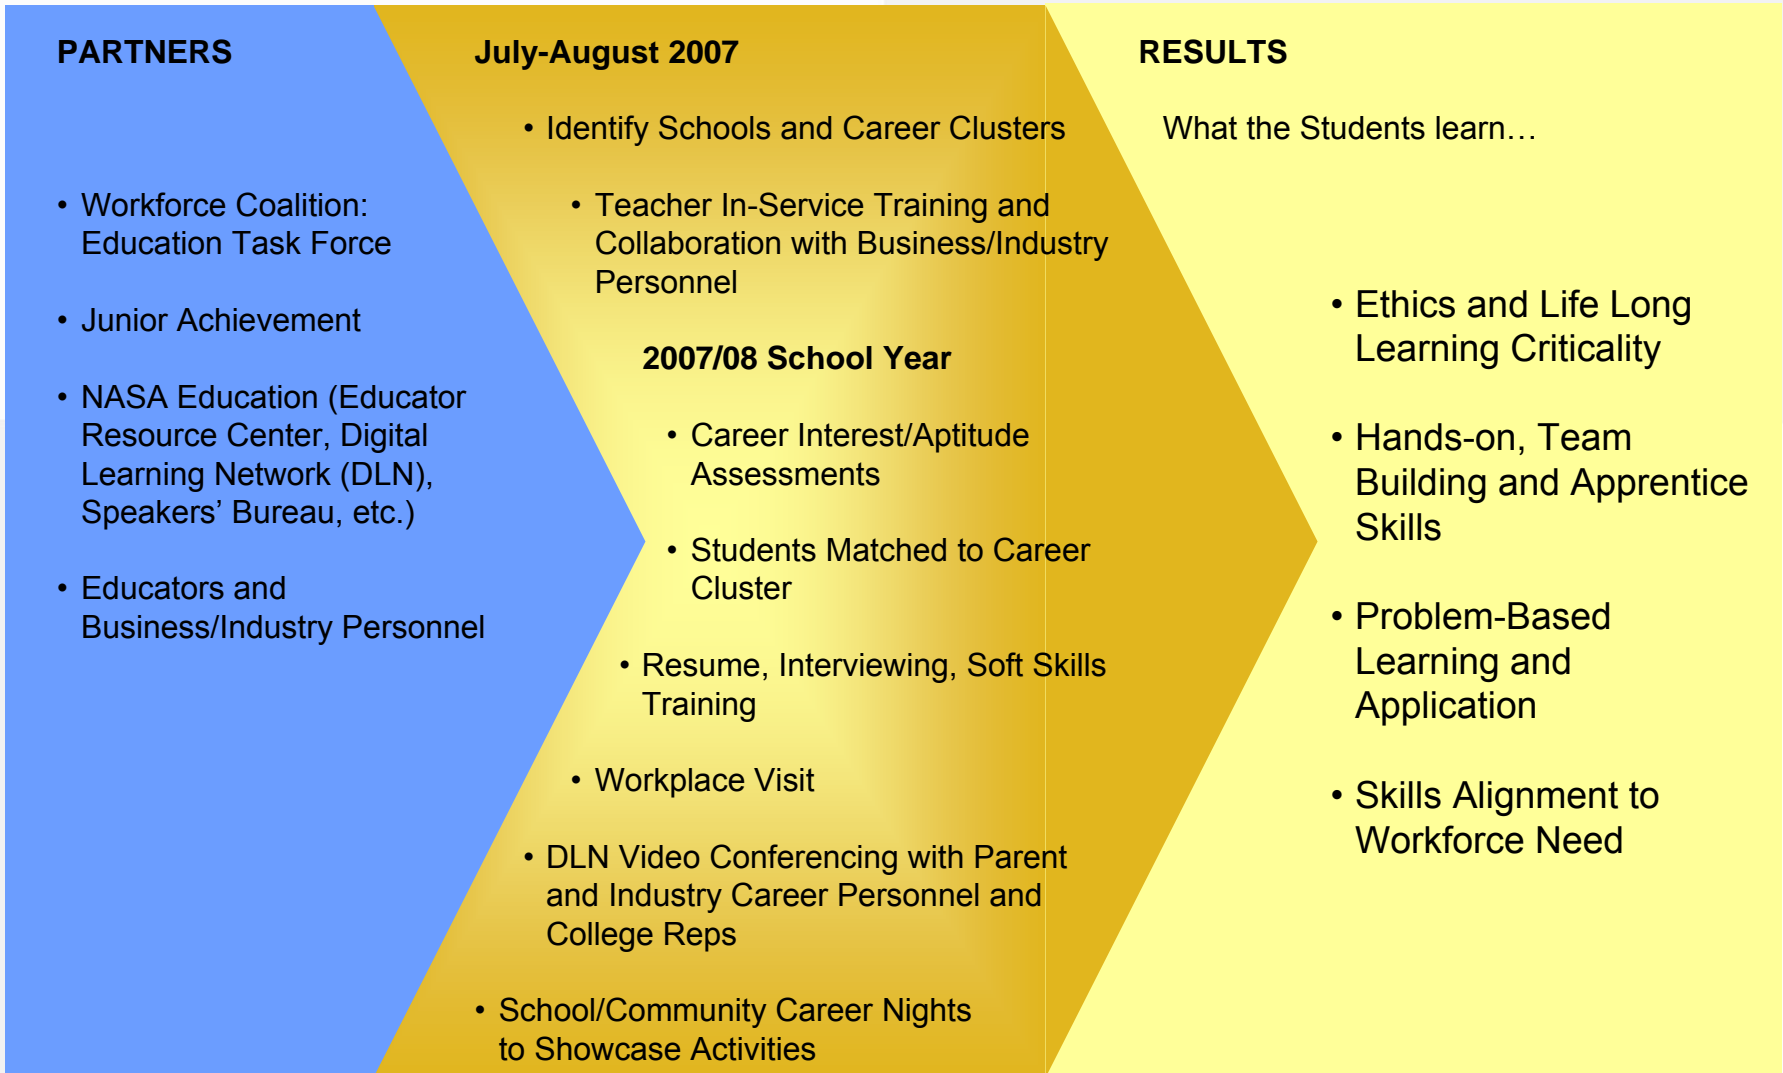 PARTNERS
• Workforce Coalition:
Education Task Force
• Junior Achievement
• NASA Education (Educator
Resource Center, Digital
Learning Network (DLN),
Speakers’ Bureau, etc.)
• Educators and
Business/Industry Personnel
July-August 2007
• Identify Schools and Career Clusters
• Teacher In-Service Training and
Collaboration with Business/Industry
Personnel
2007/08 School Year
• Career Interest/Aptitude
Assessments
• Students Matched to Career
Cluster
• Resume, Interviewing, Soft Skills
Training
• Workplace Visit
• DLN Video Conferencing with Parent
and Industry Career Personnel and
College Reps
• School/Community Career Nights
to Showcase Activities
RESULTS
What the Students learn…
• Ethics and Life Long
Learning Criticality
• Hands-on, Team
Building and Apprentice
Skills
• Problem-Based
Learning and
Application
• Skills Alignment to
Workforce Need